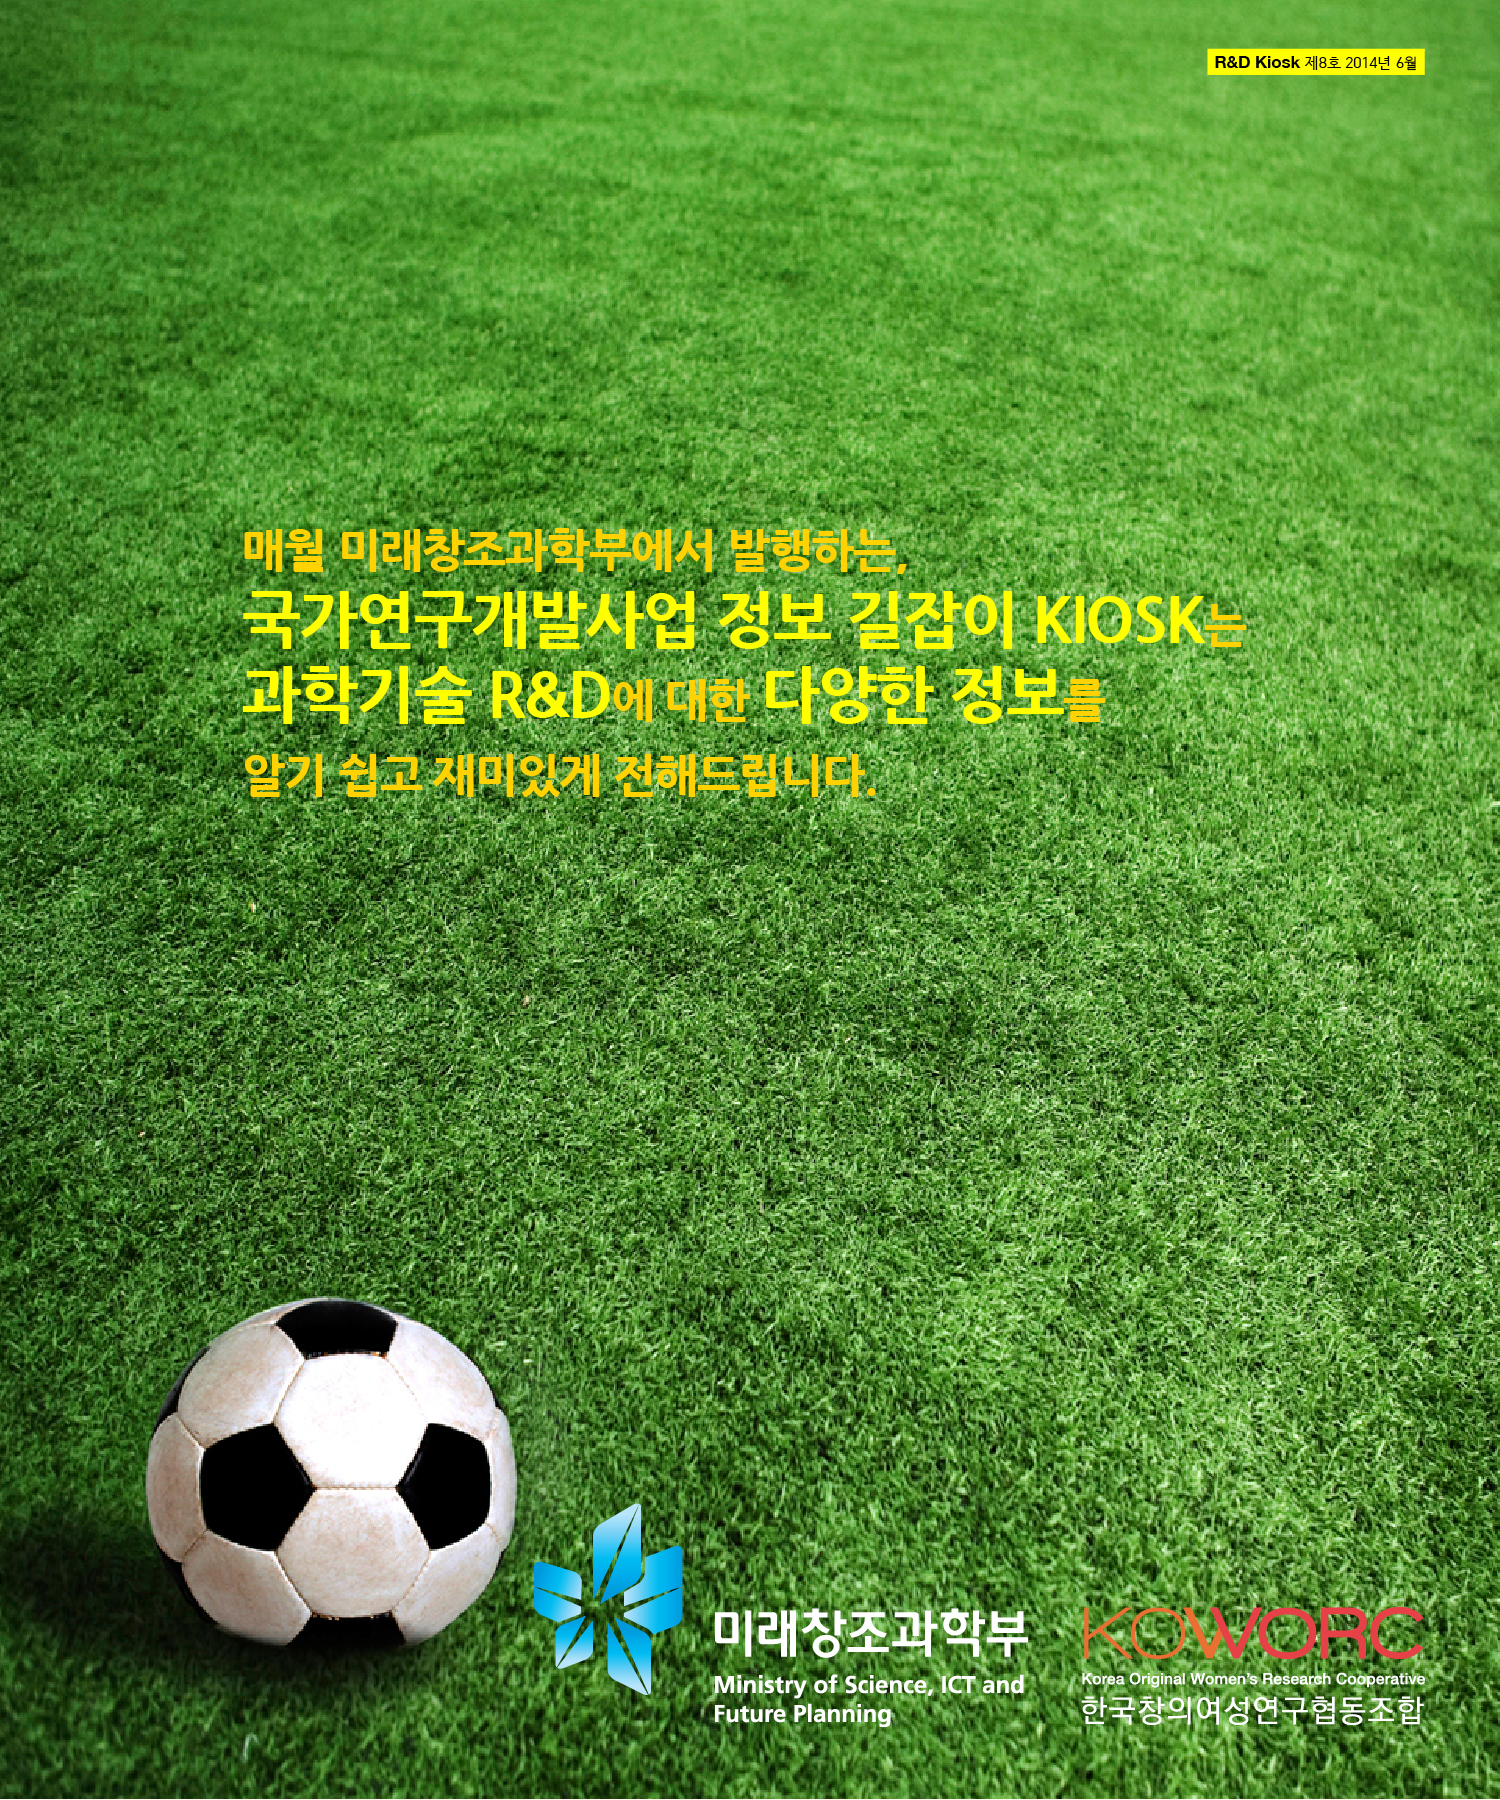 R&D Kiosk 제8호 2014년 6월
매월 미래창조과학부에서 발행하는,
국가연구개발사업 정보 길잡이 KIOSK는
과학기술 R&D에 대한 다양한 정보를
알기 쉽고 재미있게 전해드립니다.
미래창조과학부
Ministry of Science, ICT and
Future Planning
KOWORC
Korea Original Women's Research Cooperative
한국창의여성연구협동조합